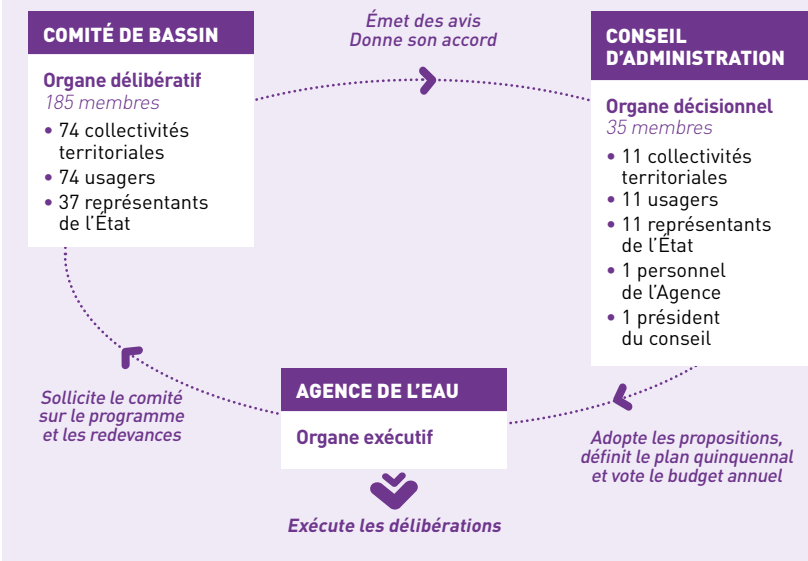 COMITÉ DE BASSIN
Organe délibératif
185 membres
• 74 collectivités
territoriales
• 74 usagers
• 37 représentants
de l'État
Émet des avis
Donne son accord
CONSEIL
D'ADMINISTRATION
Organe décisionnel
35 membres
• 11 collectivités
territoriales
• 11 usagers
• 11 représentants
de l'État
• 1 personnel
de l'Agence
• 1 président
du conseil
Adopte les propositions,
définit le plan quinquennal
et vote le budget annuel
AGENCE DE L'EAU
Organe exécutif
Exécute les délibérations
Sollicite le comité
sur le programme
et les redevances